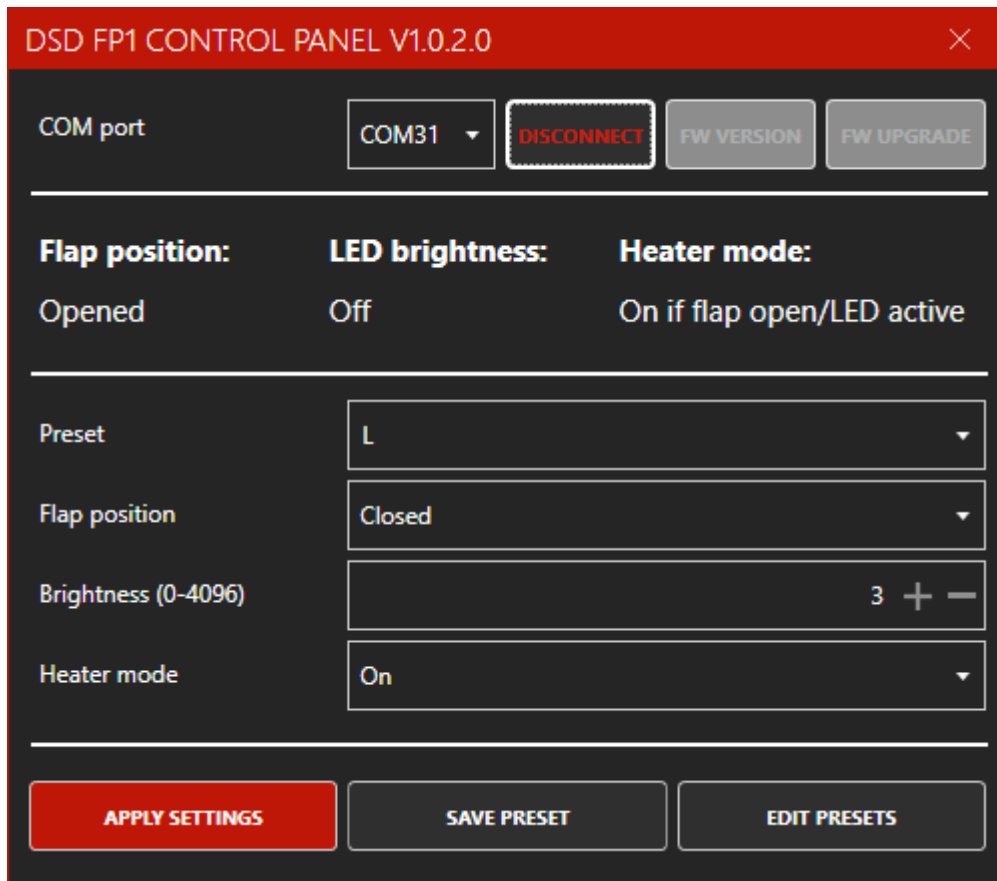 DSD FP1 CONTROL PANEL V1.0.2.0
COM port COM31 DISCONNECT FW VERSION FW UPGRADE
Flap position: LED brightness: Heater mode:
Opened Off On if flap open/LED active
Preset L
Flap position Closed
Brightness (0-4096) 3
Heater mode On
APPLY SETTINGS SAVE PRESET EDIT PRESETS